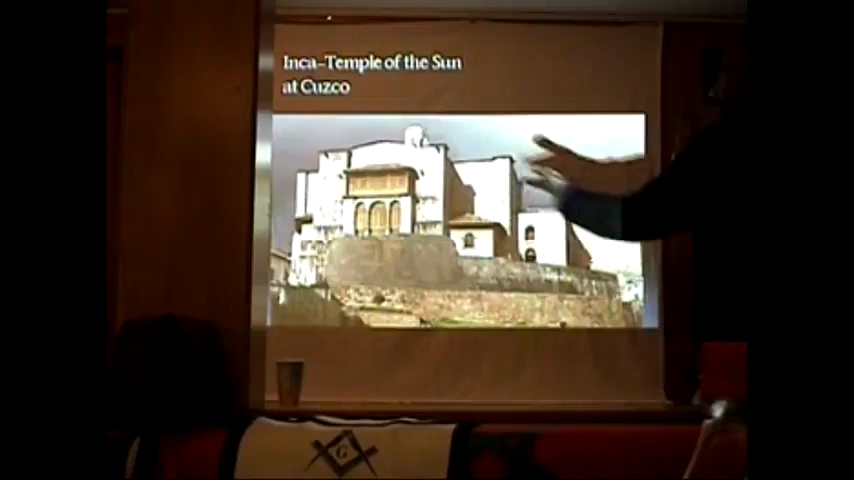 Inca-Temple of the Sun
at Cuzco
G